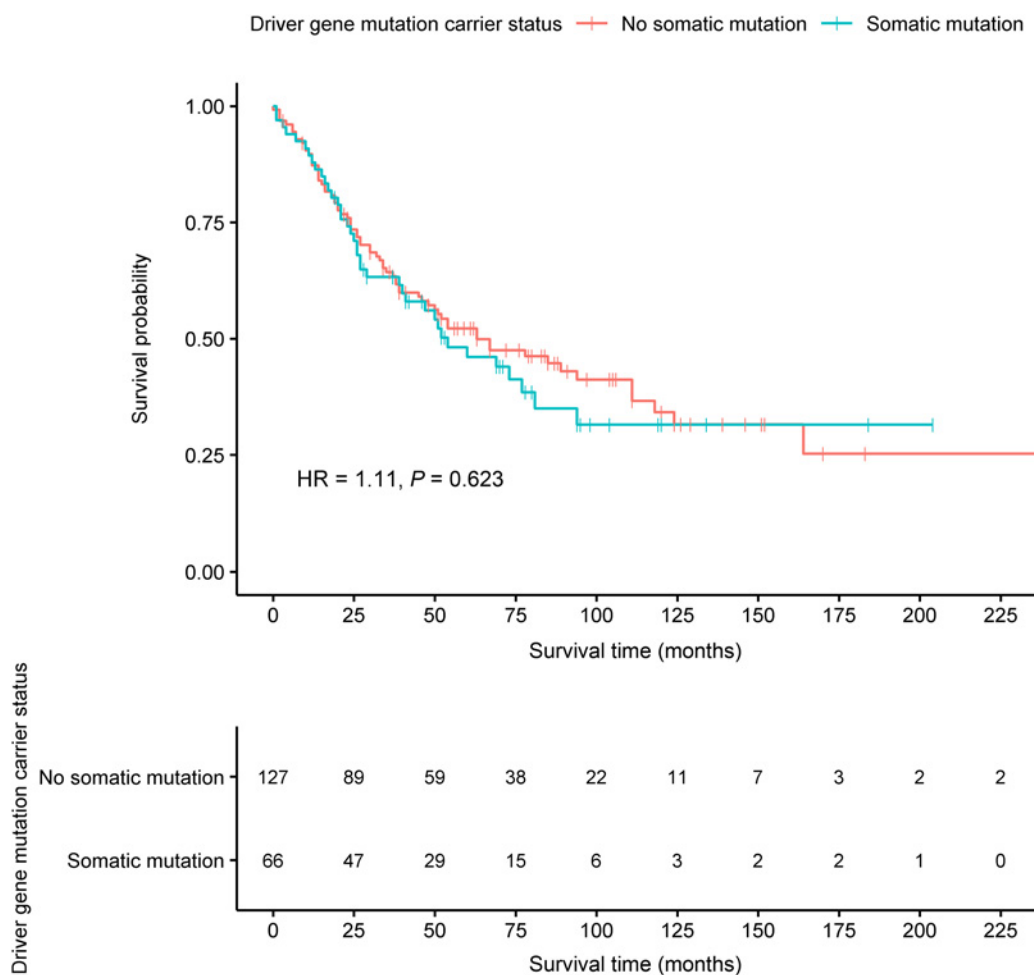 Driver gene mutation carrier status No somatic mutation Somatic mutation
1.00
0.75
0.50
0.25
0.00
Survival probability
HR = 1.11, P = 0.623
0 25 50 75 100 125 150 175 200 225
Survival time (months)
Driver gene mutation carrier status
No somatic mutation 127 89 59 38 22 11 7 3 2 2
Somatic mutation 66 47 29 15 6 3 2 2 1 0
0 25 50 75 100 125 150 175 200 225
Survival time (months)